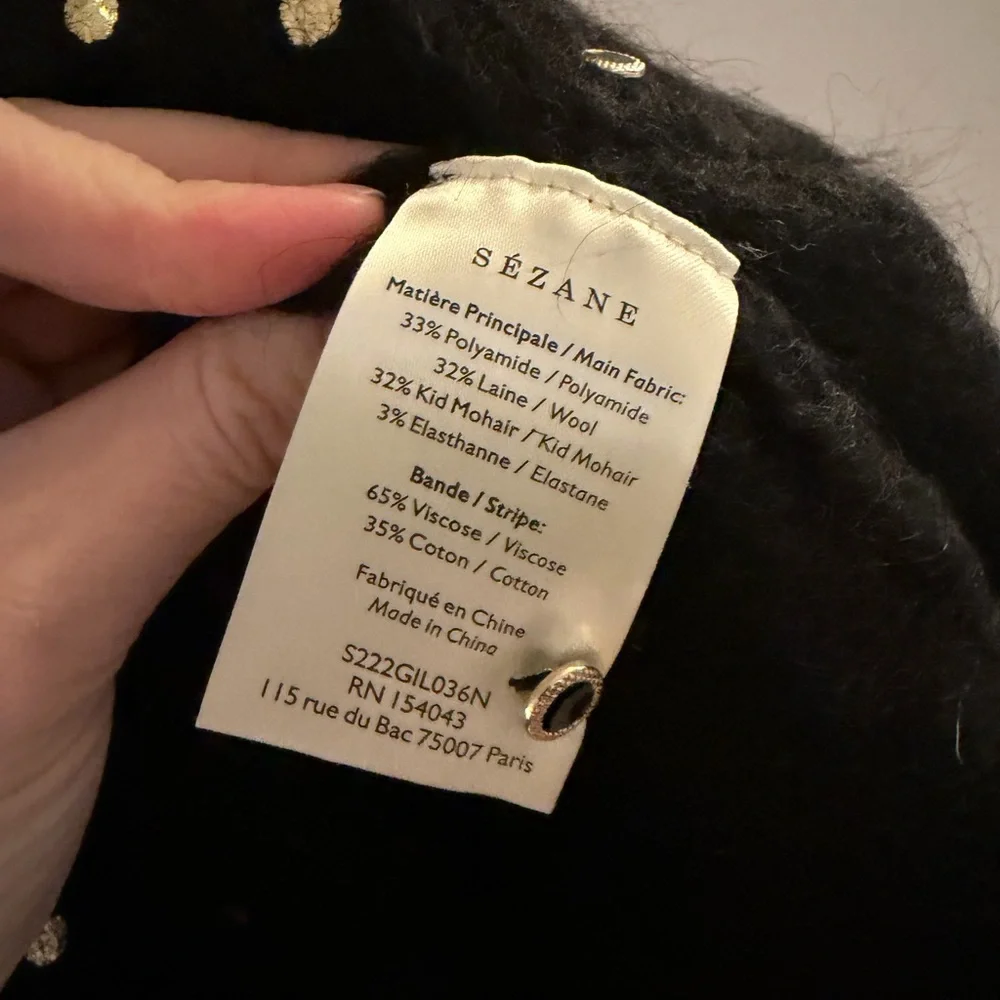 SÉZANE
Matière Principale / Main Fabric:
33% Polyamide / Polyamide
32% Laine / Wool
32% Kid Mohair / Kid Mohair
3% Elasthanne / Elastane
Bande / Stripe:
65% Viscose / Viscose
35% Coton / Cotton
Fabriqué en Chine
Made in China
S222GIL036N
RN 154043
115 rue du Bac 75007 Paris